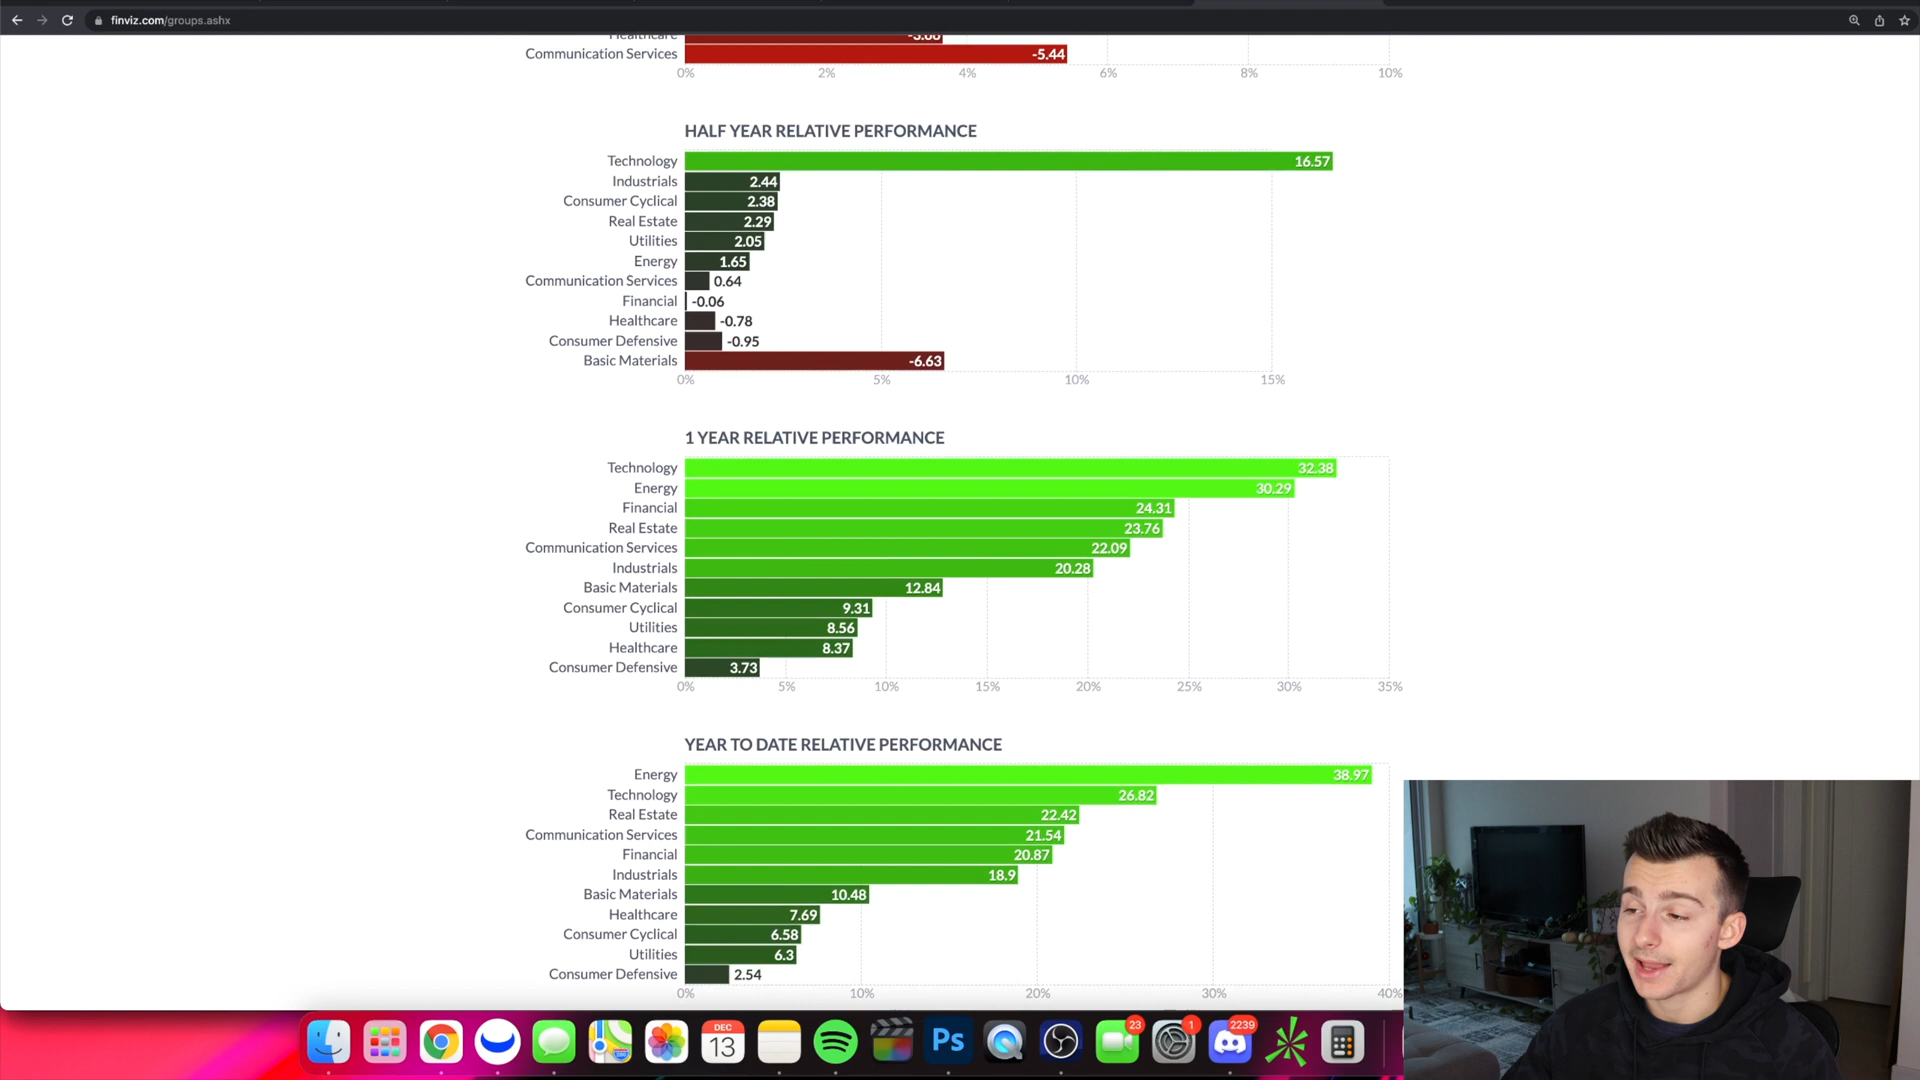 finviz.com/groups.ashx
Healthcare -3.66
Communication Services -5.44
0% 2% 4% 6% 8% 10%
HALF YEAR RELATIVE PERFORMANCE
Technology 16.57
Industrials 2.44
Consumer Cyclical 2.38
Real Estate 2.29
Utilities 2.05
Energy 1.65
Communication Services 0.64
Financial -0.06
Healthcare -0.78
Consumer Defensive -0.95
Basic Materials -6.63
0% 5% 10% 15%
1 YEAR RELATIVE PERFORMANCE
Technology 32.38
Energy 30.29
Financial 24.31
Real Estate 23.76
Communication Services 22.09
Industrials 20.28
Basic Materials 12.84
Consumer Cyclical 9.31
Utilities 8.56
Healthcare 8.37
Consumer Defensive 3.73
0% 5% 10% 15% 20% 25% 30% 35%
YEAR TO DATE RELATIVE PERFORMANCE
Energy 38.97
Technology 26.82
Real Estate 22.42
Communication Services 21.54
Financial 20.87
Industrials 18.9
Basic Materials 10.48
Healthcare 7.69
Consumer Cyclical 6.58
Utilities 6.3
Consumer Defensive 2.54
0% 10% 20% 30% 40%
DEC 23 1 2239
13 Ps